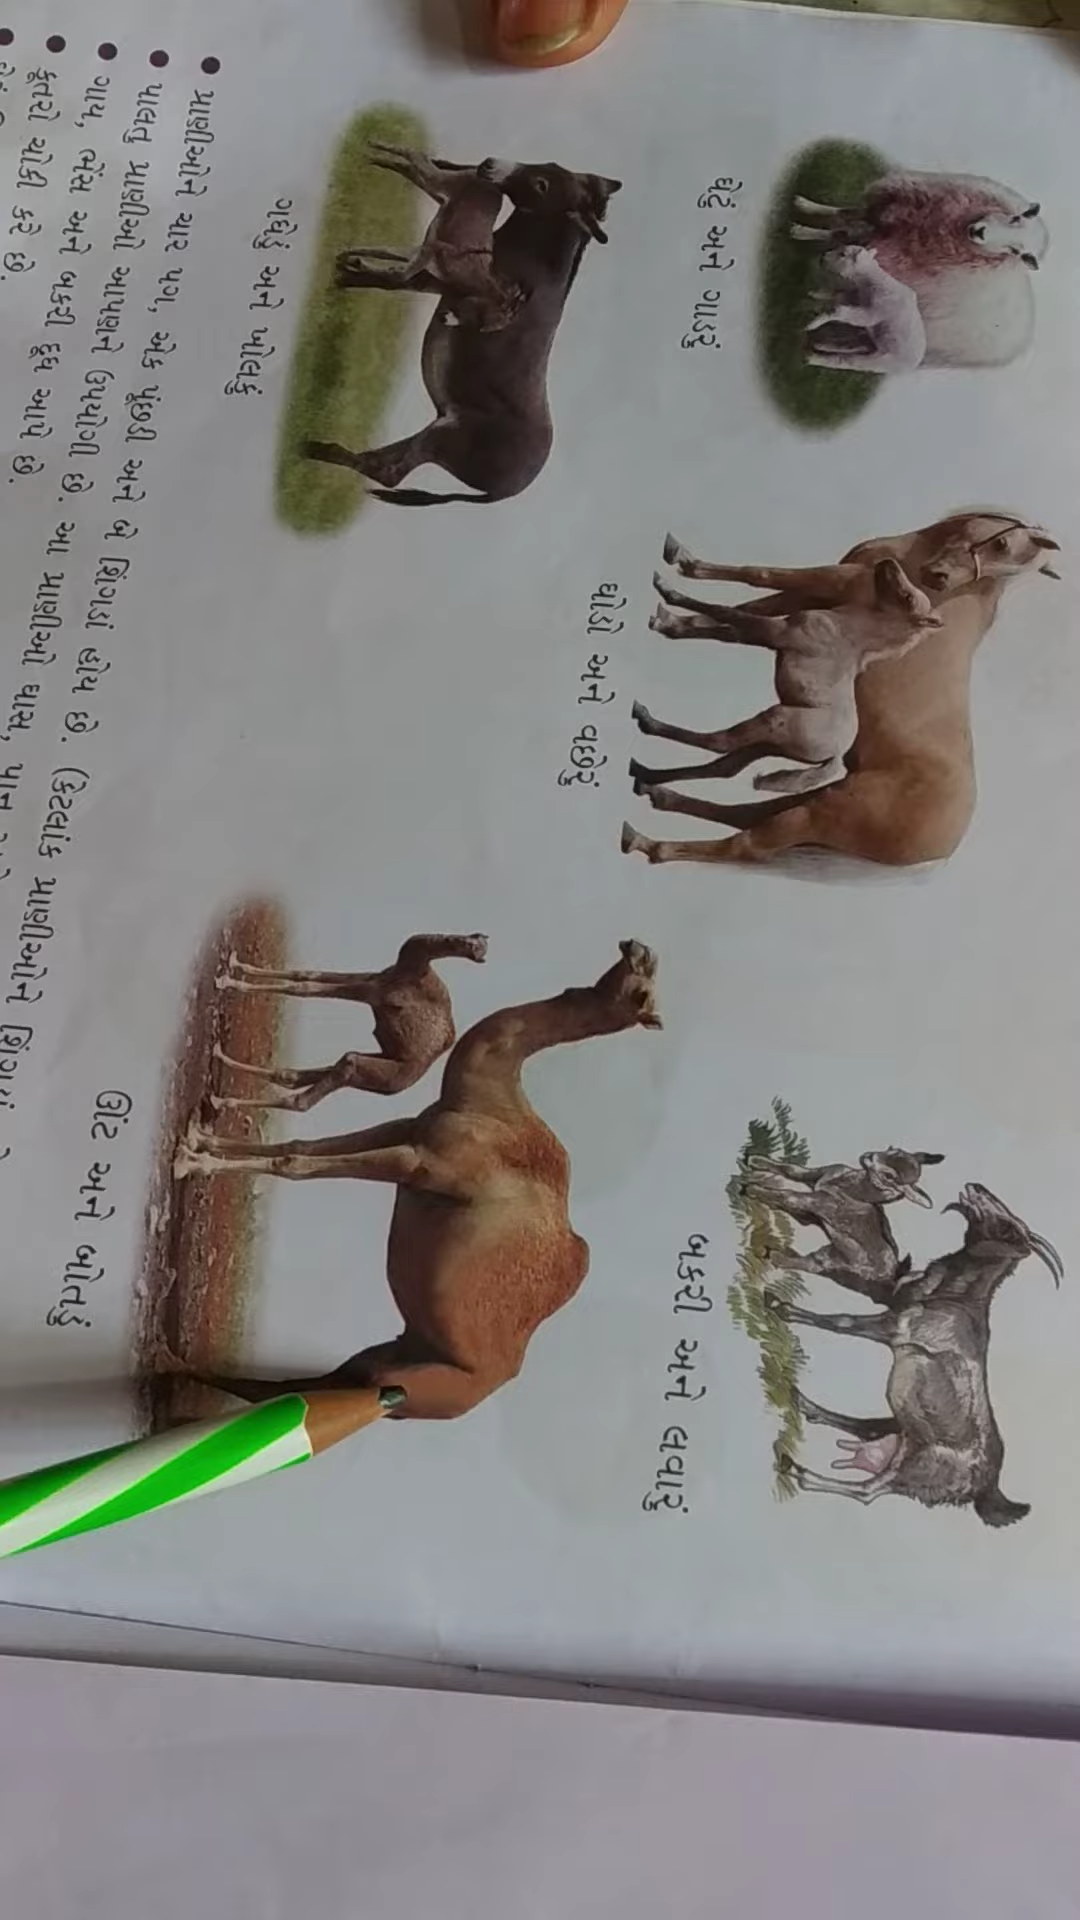 ઘેટું અને ગાડરું
ઘોડો અને વછેરું
બકરી અને લવારું
ગધેડું અને ખોલકું
ઊંટ અને બોતડું
• પ્રાણીઓને ચાર પગ, એક પૂંછડી અને બે શિંગડાં હોય છે. (કેટલાંક પ્રાણીઓને શિંગડાં
• પાલતુ પ્રાણીઓ આપણને ઉપયોગી છે. આ પ્રાણીઓ ઘાસ, પાન
• ગાય, ભેંસ અને બકરી દૂધ આપે છે.
• કૂતરો ચોકી કરે છે.